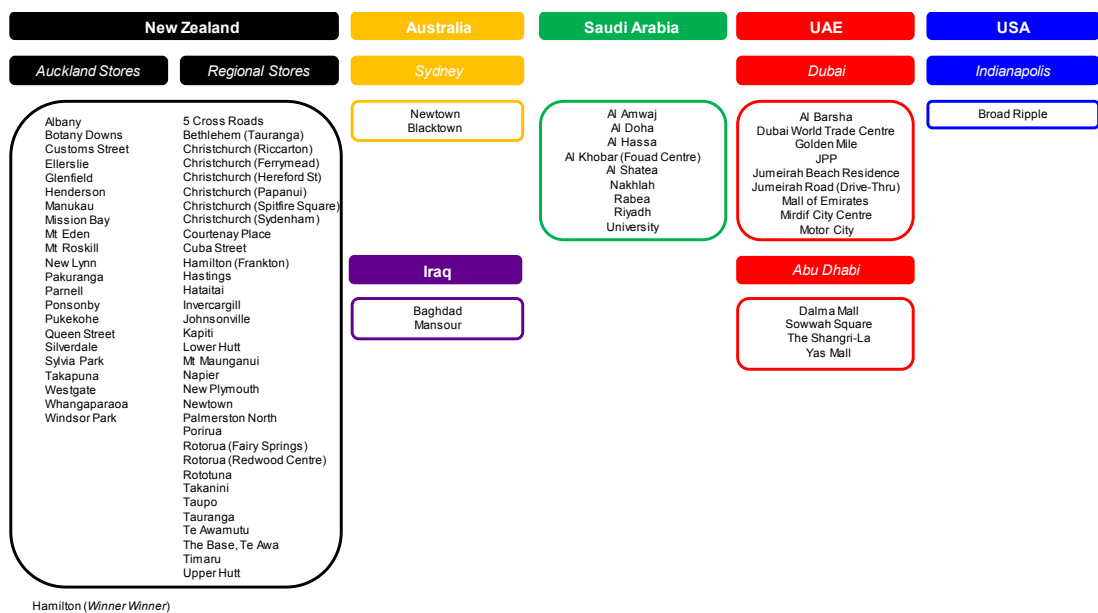 New Zealand
Auckland Stores
Regional Stores
Albany
Botany Downs
Customs Street
Ellerslie
Glenfield
Henderson
Manukau
Mission Bay
Mt Eden
Mt Roskill
New Lynn
Pakuranga
Parnell
Ponsonby
Pukekohe
Queen Street
Silverdale
Sylvia Park
Takapuna
Westgate
Whangaparaoa
Windsor Park
5 Cross Roads
Bethlehem (Tauranga)
Christchurch (Riccarton)
Christchurch (Ferrymead)
Christchurch (Hereford St)
Christchurch (Papanui)
Christchurch (Spitfire Square)
Christchurch (Sydenham)
Courtenay Place
Cuba Street
Hamilton (Frankton)
Hastings
Hataitai
Invercargill
Johnsonville
Kapiti
Lower Hutt
Mt Maunganui
Napier
New Plymouth
Newtown
Palmerston North
Porirua
Rotorua (Fairy Springs)
Rotorua (Redwood Centre)
Rototuna
Takanini
Taupo
Tauranga
Te Awamutu
The Base, Te Awa
Timaru
Upper Hutt
Hamilton (Winner Winner)
Australia
Sydney
Newtown
Blacktown
Iraq
Baghdad
Mansour
Saudi Arabia
Al Amwaj
Al Doha
Al Hassa
Al Khobar (Fouad Centre)
Al Shatea
Nakhlah
Rabea
Riyadh
University
UAE
Dubai
Al Barsha
Dubai World Trade Centre
Golden Mile
JPP
Jumeirah Beach Residence
Jumeirah Road (Drive-Thru)
Mall of Emirates
Mirdif City Centre
Motor City
Abu Dhabi
Dalma Mall
Sowwah Square
The Shangri-La
Yas Mall
USA
Indianapolis
Broad Ripple